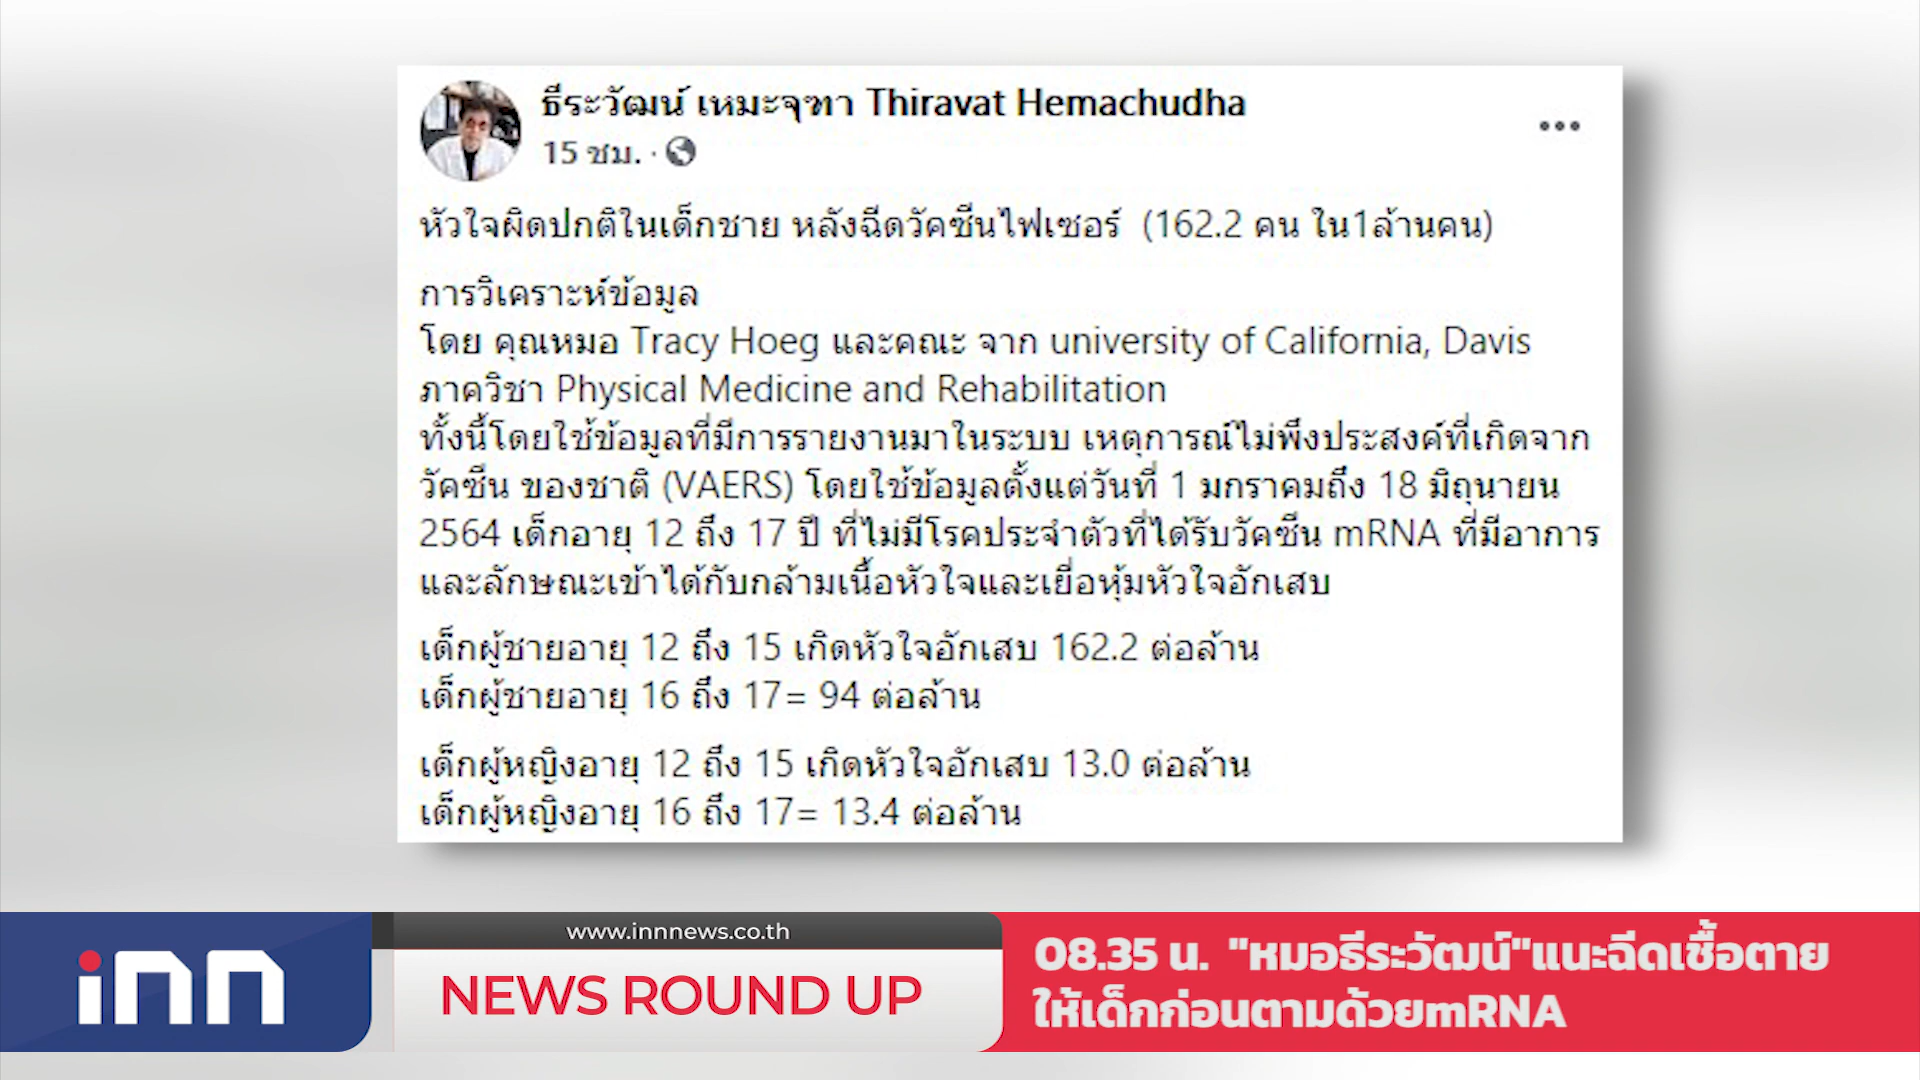 ธีระวัฒน์ เหมะจุฑา Thiravat Hemachudha
15 ชม. ·
หัวใจผิดปกติในเด็กชาย หลังฉีดวัคซีนไฟเซอร์ (162.2 คน ใน1ล้านคน)
การวิเคราะห์ข้อมูล
โดย คุณหมอ Tracy Hoeg และคณะ จาก university of California, Davis
ภาควิชา Physical Medicine and Rehabilitation
ทั้งนี้โดยใช้ข้อมูลที่มีการรายงานมาในระบบ เหตุการณ์ไม่พึงประสงค์ที่เกิดจาก
วัคซีน ของชาติ (VAERS) โดยใช้ข้อมูลตั้งแต่วันที่ 1 มกราคมถึง 18 มิถุนายน
2564 เด็กอายุ 12 ถึง 17 ปี ที่ไม่มีโรคประจำตัวที่ได้รับวัคซีน mRNA ที่มีอาการ
และลักษณะเข้าได้กับกล้ามเนื้อหัวใจและเยื่อหุ้มหัวใจอักเสบ
เด็กผู้ชายอายุ 12 ถึง 15 เกิดหัวใจอักเสบ 162.2 ต่อล้าน
เด็กผู้ชายอายุ 16 ถึง 17= 94 ต่อล้าน
เด็กผู้หญิงอายุ 12 ถึง 15 เกิดหัวใจอักเสบ 13.0 ต่อล้าน
เด็กผู้หญิงอายุ 16 ถึง 17= 13.4 ต่อล้าน
inn
www.innnews.co.th
NEWS ROUND UP
08.35 น. "หมอธีระวัฒน์"แนะฉีดเชื้อตาย
ให้เด็กก่อนตามด้วยmRNA